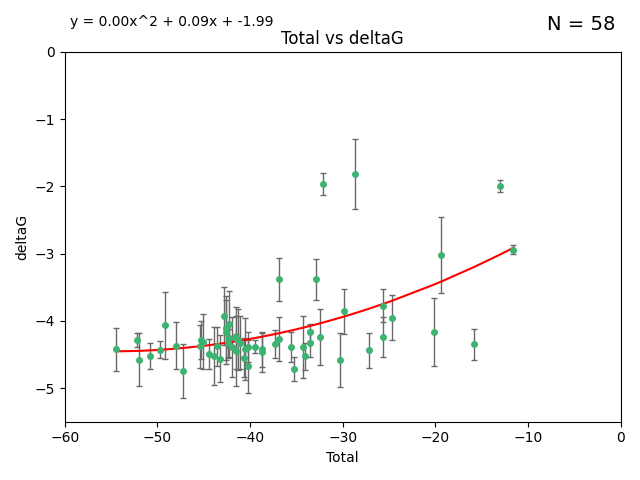 y = 0.00x^2 + 0.09x + -1.99
N = 58
Total vs deltaG
0
−1
−2
−3
−4
−5
deltaG
−60 −50 −40 −30 −20 −10 0
Total